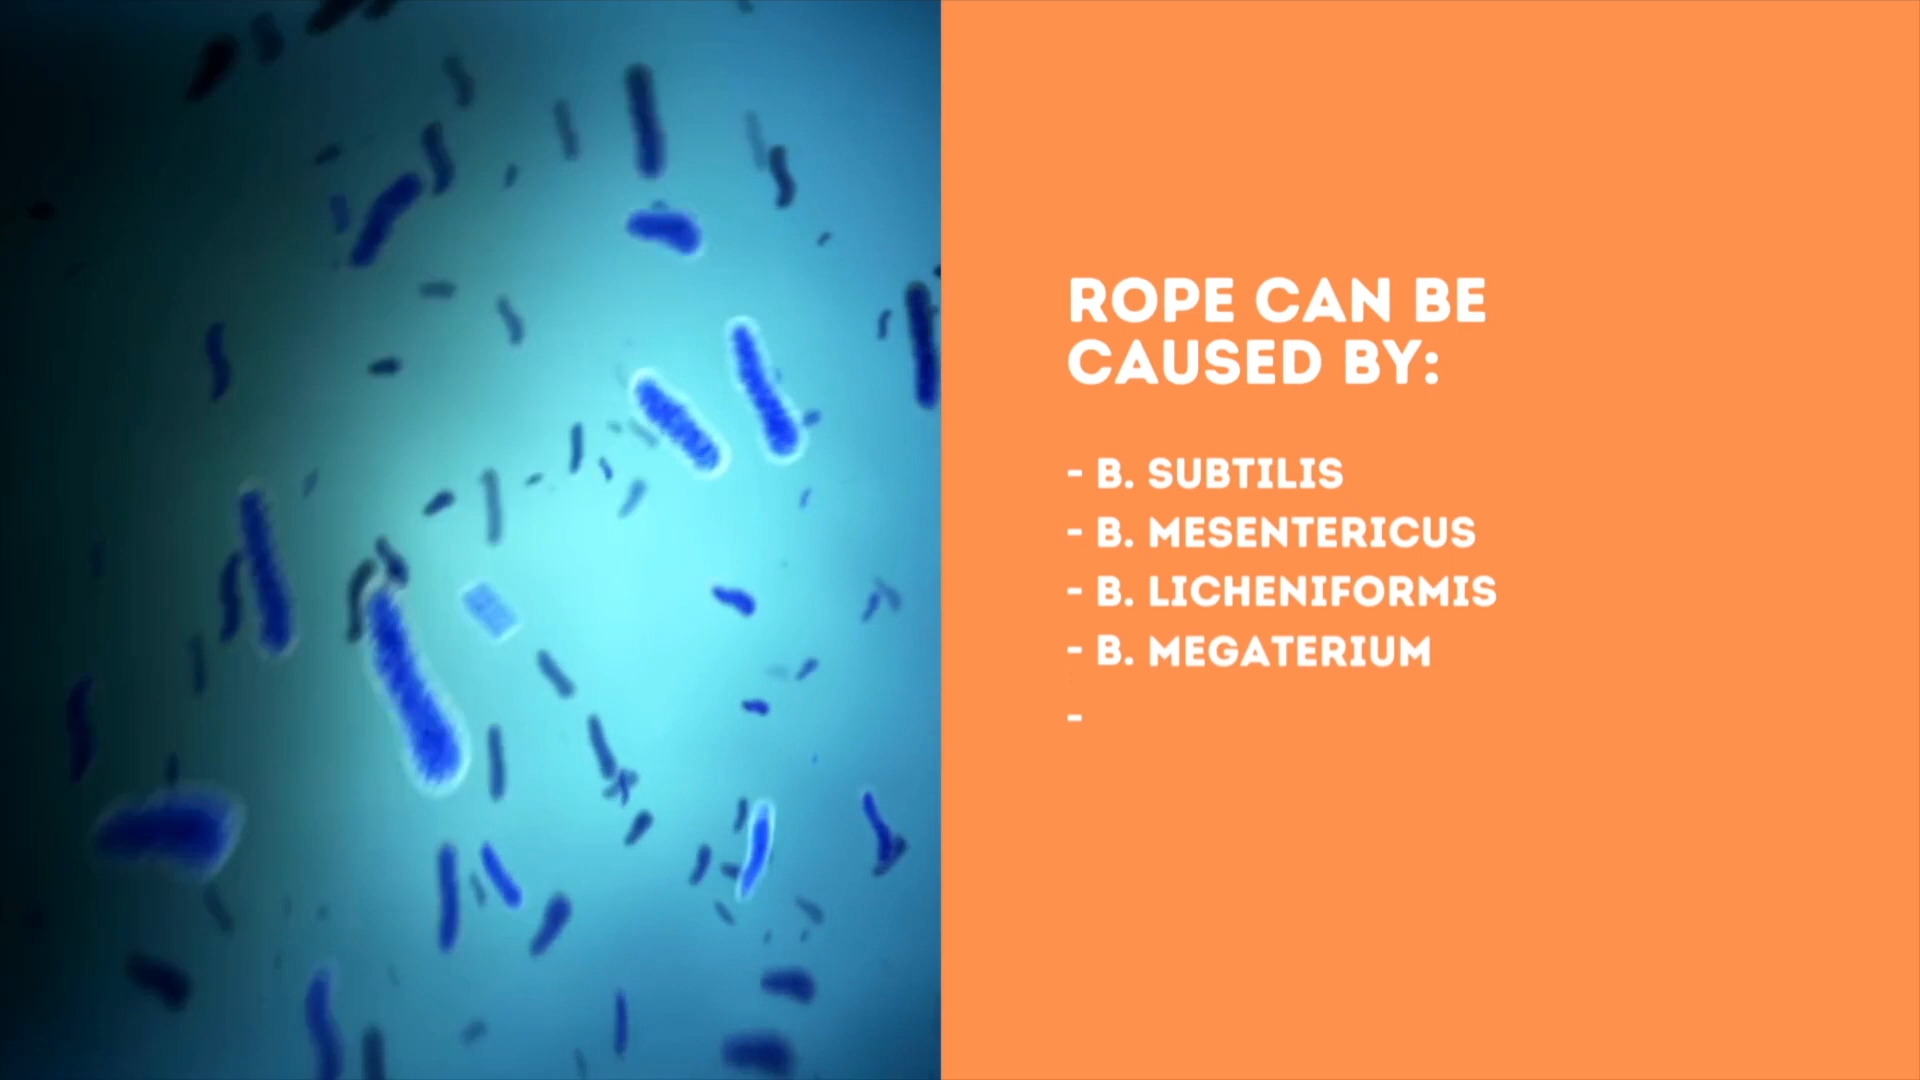 ROPE CAN BE
CAUSED BY:
- B. SUBTILIS
- B. MESENTERICUS
- B. LICHENIFORMIS
- B. MEGATERIUM
-